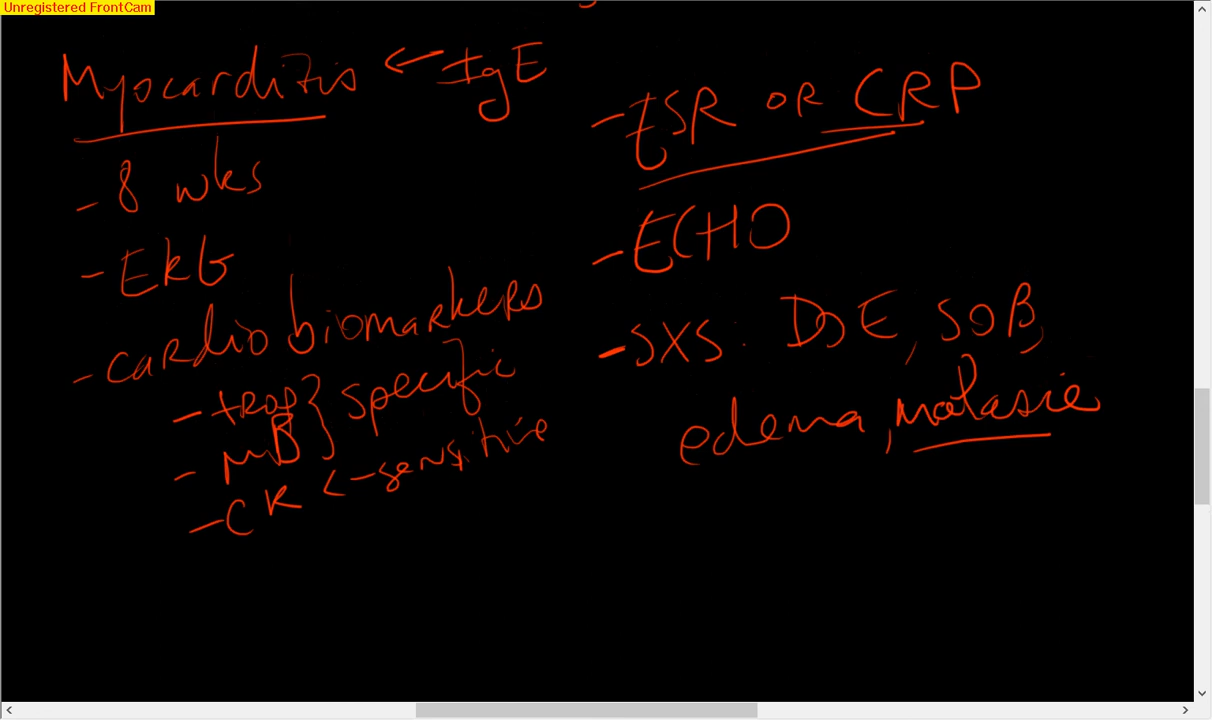 Unregistered FrontCam
Myocarditis ← IgE
- 8 wks
- EKG
- cardio biomarkers
- trop } specific
- MB
- CK <- sensitive
- ESR OR CRP
- ECHO
- SXS: DOE, SOB,
edema, malasie